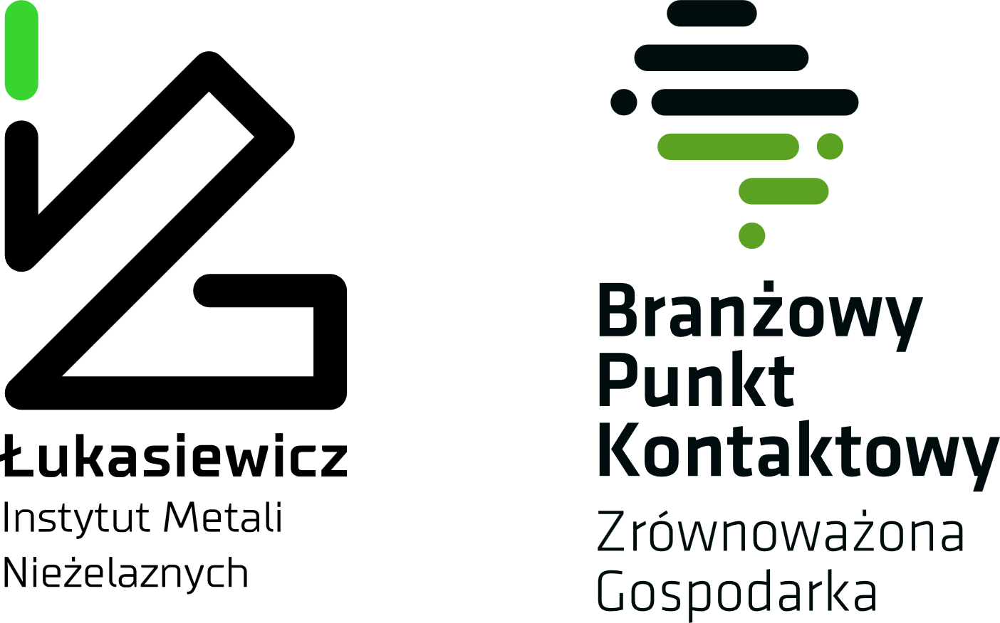 Łukasiewicz
Instytut Metali
Nieżelaznych
Branżowy
Punkt
Kontaktowy
Zrównoważona
Gospodarka